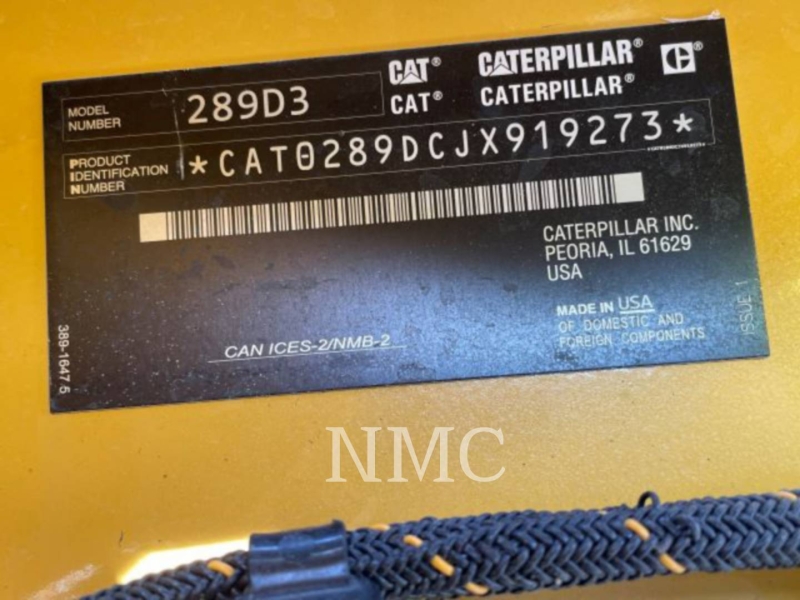 MODEL NUMBER 289D3 CAT® CATERPILLAR® C®
CAT® CATERPILLAR®
PRODUCT IDENTIFICATION NUMBER *CAT0289DCJX919273*
CATERPILLAR INC.
PEORIA, IL 61629
USA
MADE IN USA
OF DOMESTIC AND
FOREIGN COMPONENTS
CAN ICES-2/NMB-2
389-1647 5
ISSUE 1
NMC